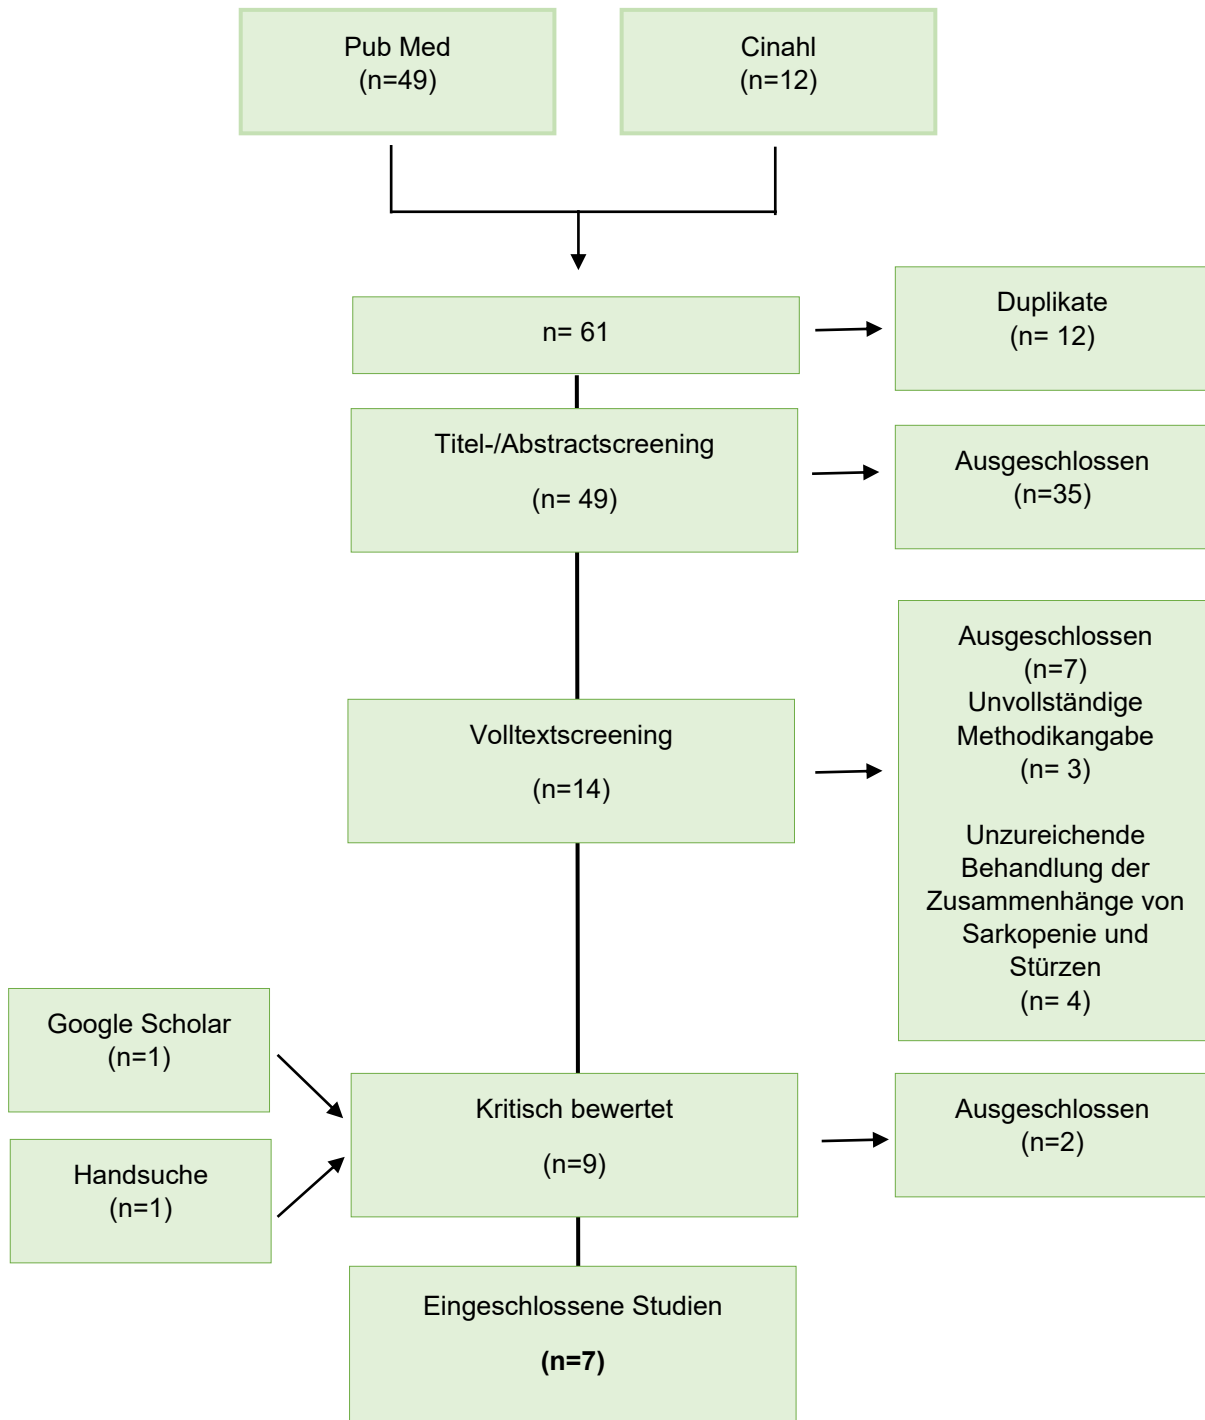 Pub Med
(n=49)
Cinahl
(n=12)
n= 61
Duplikate
(n= 12)
Titel-/Abstractscreening
(n= 49)
Ausgeschlossen
(n=35)
Volltextscreening
(n=14)
Ausgeschlossen
(n=7)
Unvollständige
Methodikangabe
(n= 3)
Unzureichende
Behandlung der
Zusammenhänge von
Sarkopenie und
Stürzen
(n= 4)
Google Scholar
(n=1)
Handsuche
(n=1)
Kritisch bewertet
(n=9)
Ausgeschlossen
(n=2)
Eingeschlossene Studien
(n=7)